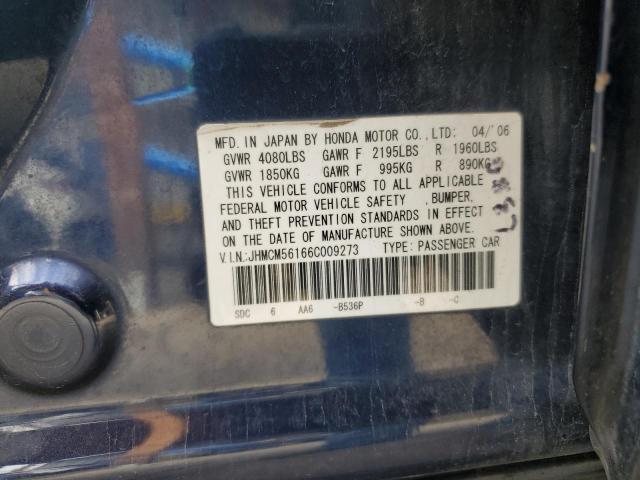 MFD. IN JAPAN BY HONDA MOTOR CO.,LTD: 04/'06
GVWR 4080LBS GAWR F 2195LBS R 1960LBS
GVWR 1850KG GAWR F 995KG R 890KG
THIS VEHICLE CONFORMS TO ALL APPLICABLE
FEDERAL MOTOR VEHICLE SAFETY ,BUMPER,
AND THEFT PREVENTION STANDARDS IN EFFECT
ON THE DATE OF MANUFACTURE SHOWN ABOVE.
V.I.N.:JHMCM56166C009273 TYPE: PASSENGER CAR
SDC 6 AA6 -B536P -B -C